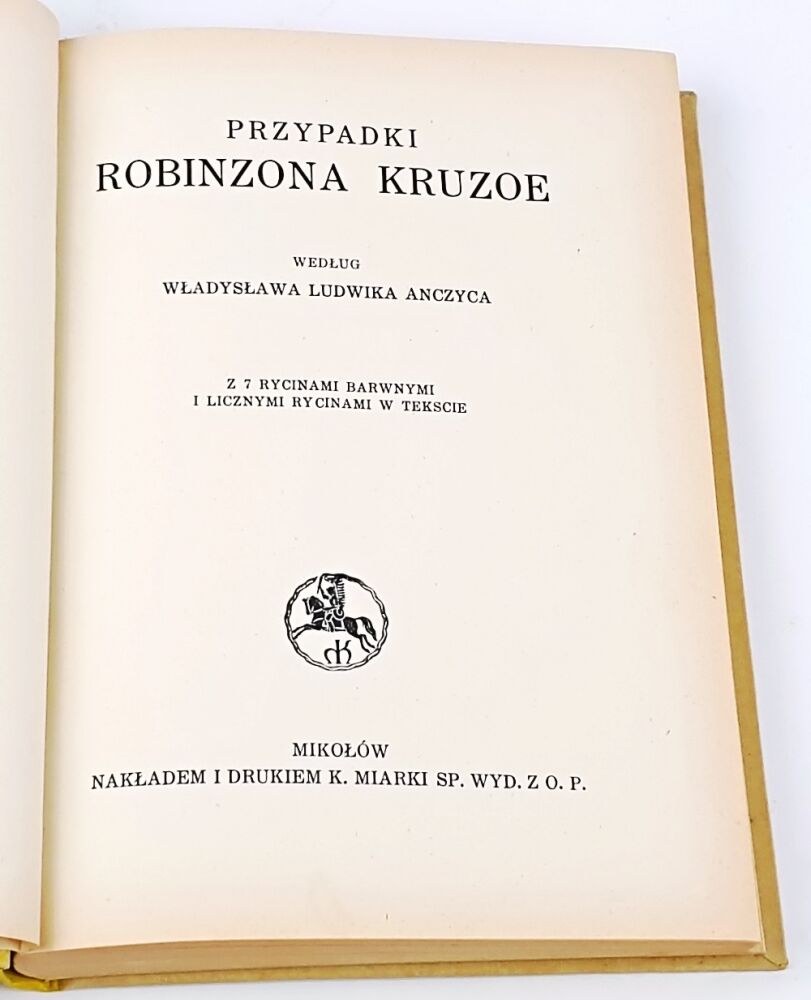 PRZYPADKI
ROBINZONA KRUZOE
WEDŁUG
WŁADYSŁAWA LUDWIKA ANCZYCA
Z 7 RYCINAMI BARWNYMI
I LICZNYMI RYCINAMI W TEKSCIE
MIKOŁÓW
NAKŁADEM I DRUKIEM K. MIARKI SP. WYD. Z O. P.